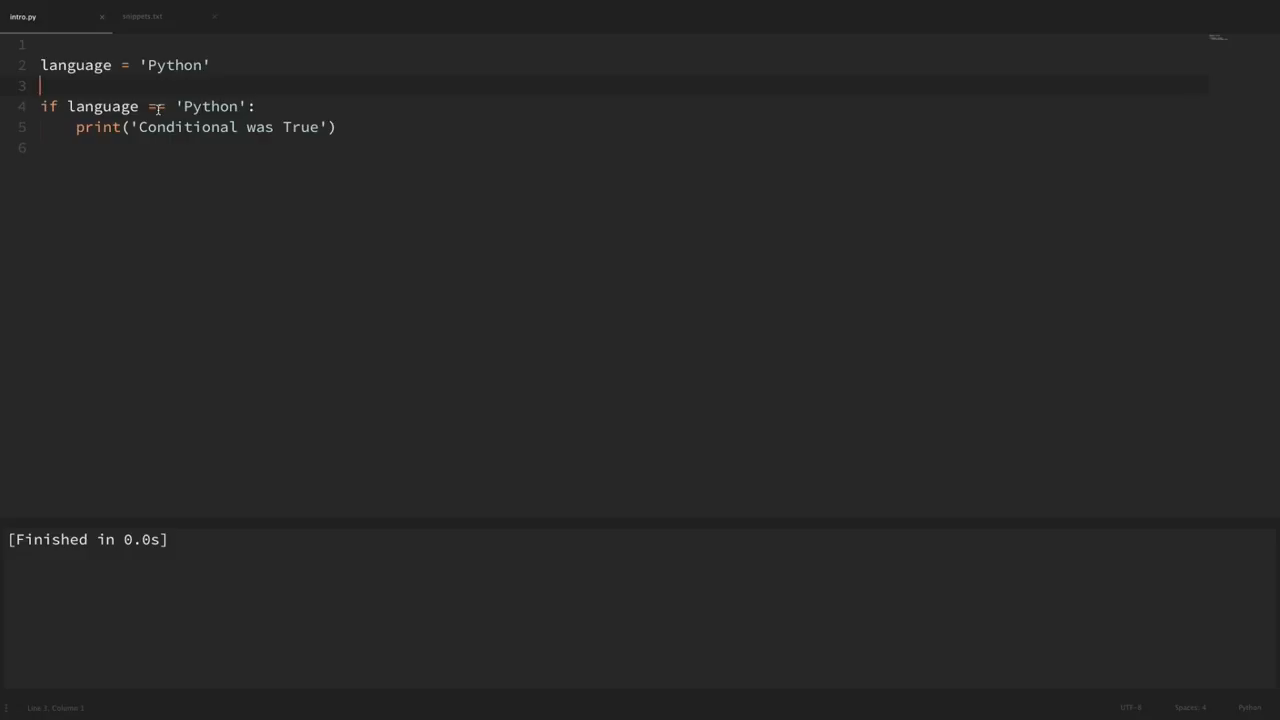 intro.py × snippets.txt ×
1
2 language = 'Python'
3
4 if language == 'Python':
5 print('Conditional was True')
6
[Finished in 0.0s]
Line 3, Column 1 UTF-8 Spaces: 4 Python